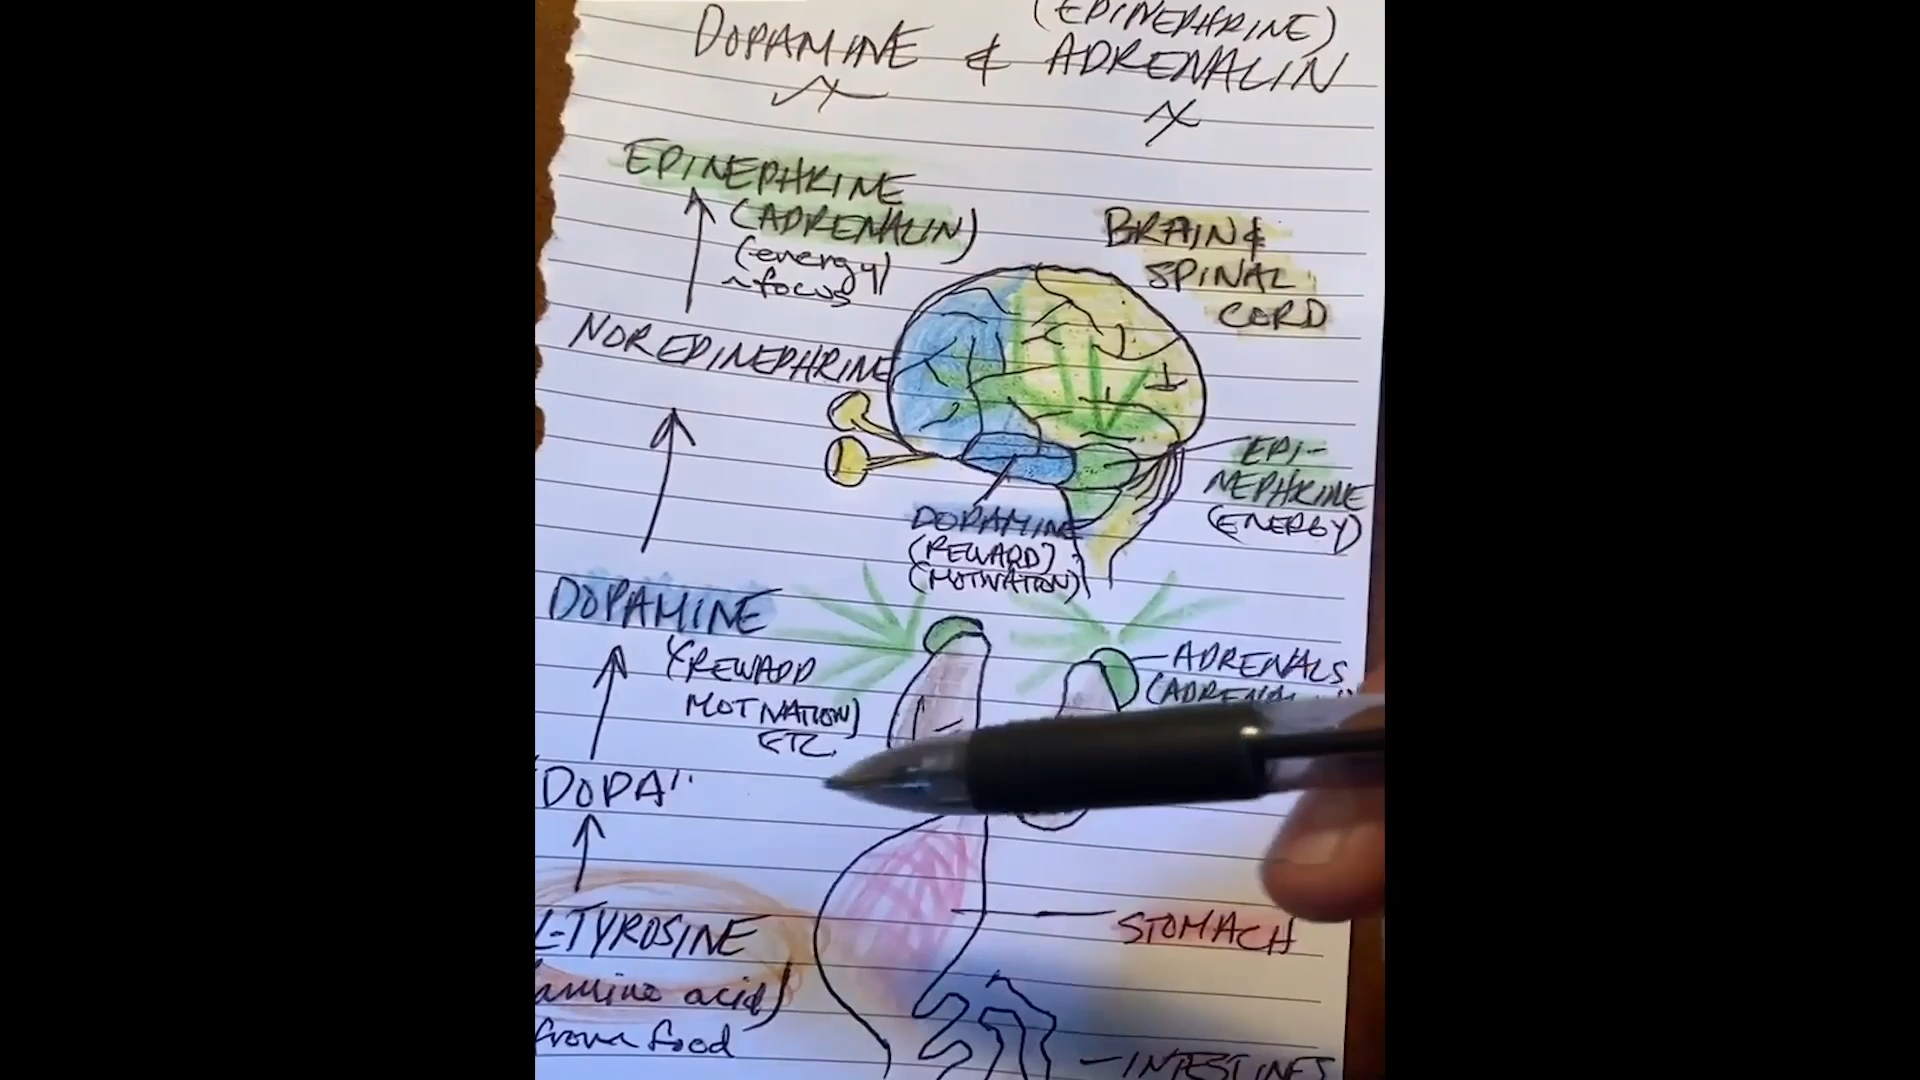 (EPINEPHRINE)
DOPAMINE & ADRENALIN
EPINEPHRINE
(ADRENALIN)
(energy)
~focus
BRAIN &
SPINAL
CORD
NOREPINEPHRINE
EPI-
NEPHRINE
(ENERGY)
DOPAMINE
(REWARD)
(MOTIVATION)
DOPAMINE
(REWARD
MOTIVATION)
ETC.
ADRENALS
"DOPA"
L-TYROSINE
(amino acid)
from food
STOMACH
INTESTINES